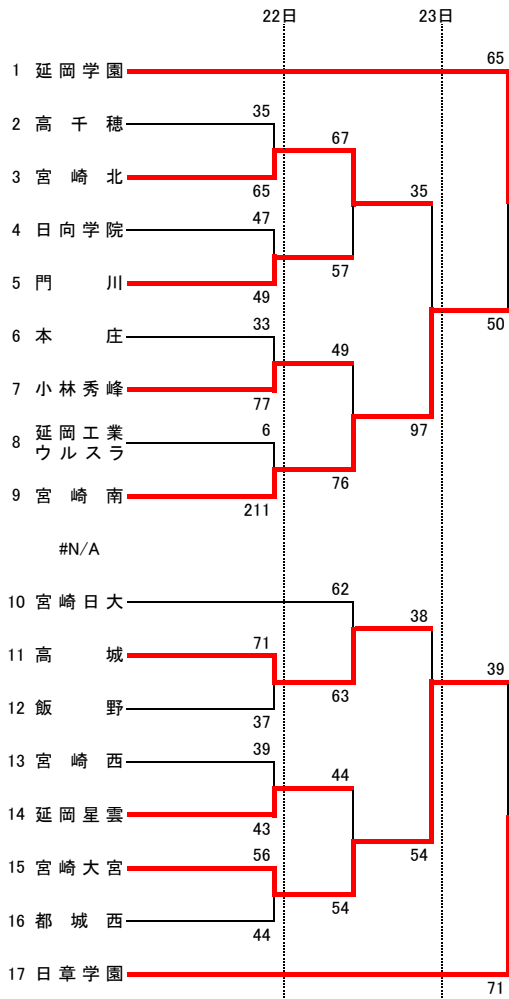 22日 23日
65
1 延岡学園
35
2 高千穂
67
3 宮崎北
65
35
47
4 日向学院
57
5 門川
49
50
33
6 本庄
49
7 小林秀峰
77
97
8 延岡工業
ウルスラ
6
76
9 宮崎南
211
#N/A
62
10 宮崎日大
38
71
11 高城
39
63
12 飯野
37
39
13 宮崎西
44
14 延岡星雲
43
56
54
15 宮崎大宮
54
16 都城西
44
17 日章学園
71